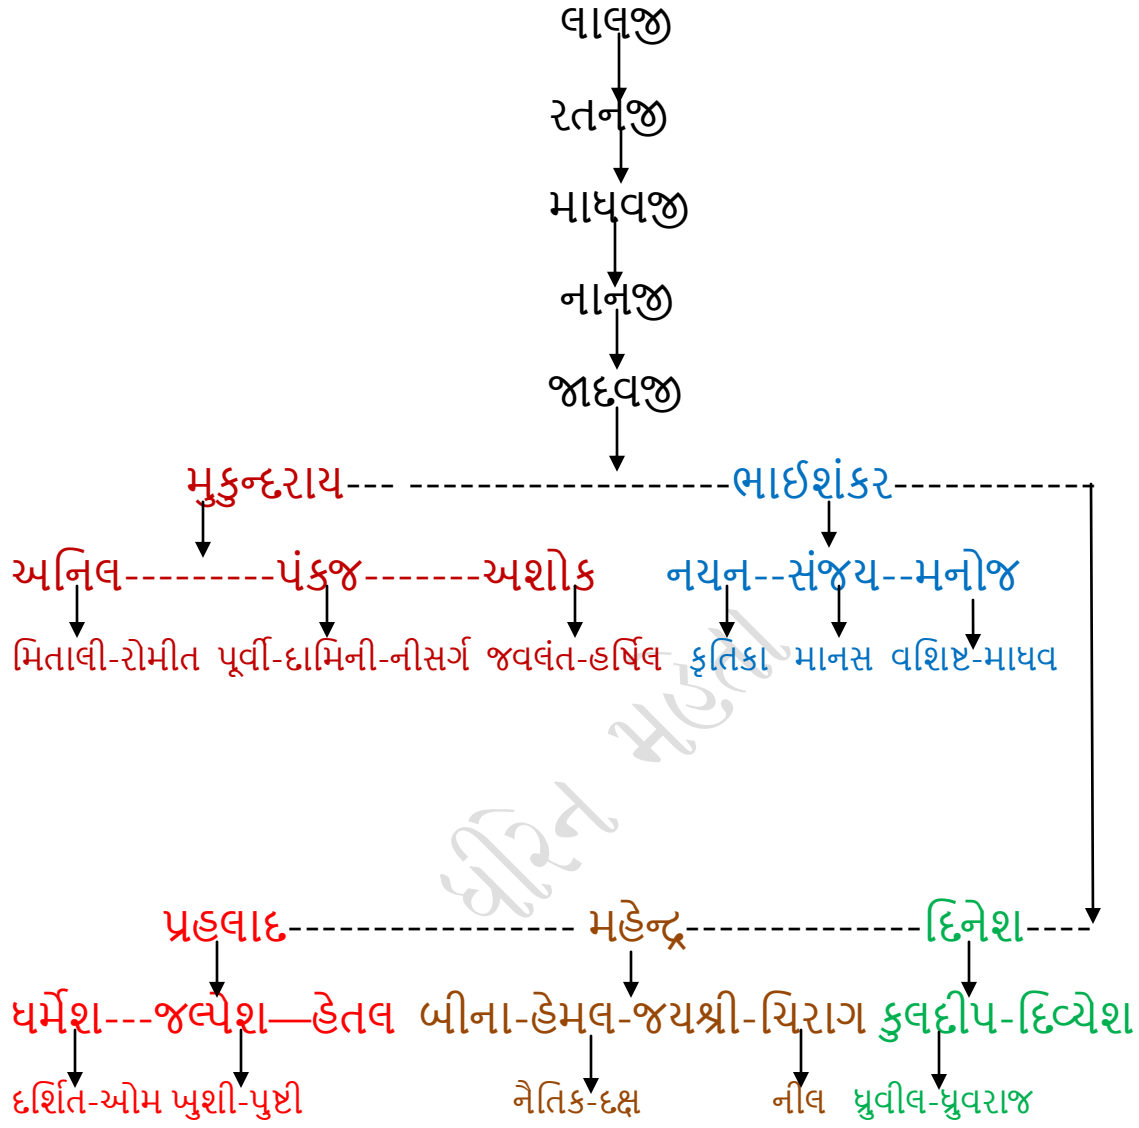 લાલજી
રતનજી
માધવજી
નાનજી
જાદવજી
મુકુન્દરાય--- ---------------------ભાઈશંકર-------------
અનિલ---------પંકજ-------અશોક નયન--સંજય--મનોજ
મિતાલી-રોમીત પૂર્વી-દામિની-નીસર્ગ જવલંત-હર્ષિલ કૃતિકા માનસ વશિષ્ટ-માધવ
ધીરેન મહેતા
પ્રહલાદ------------------- મહેન્દ્ર----------------દિનેશ----
ધર્મેશ---જલ્પેશ—હેતલ બીના-હેમલ-જયશ્રી-ચિરાગ કુલદીપ-દિવ્યેશ
દર્શિત-ઓમ ખુશી-પુષ્ટી નૈતિક-દક્ષ નીલ ધ્રુવીલ-ધ્રુવરાજ